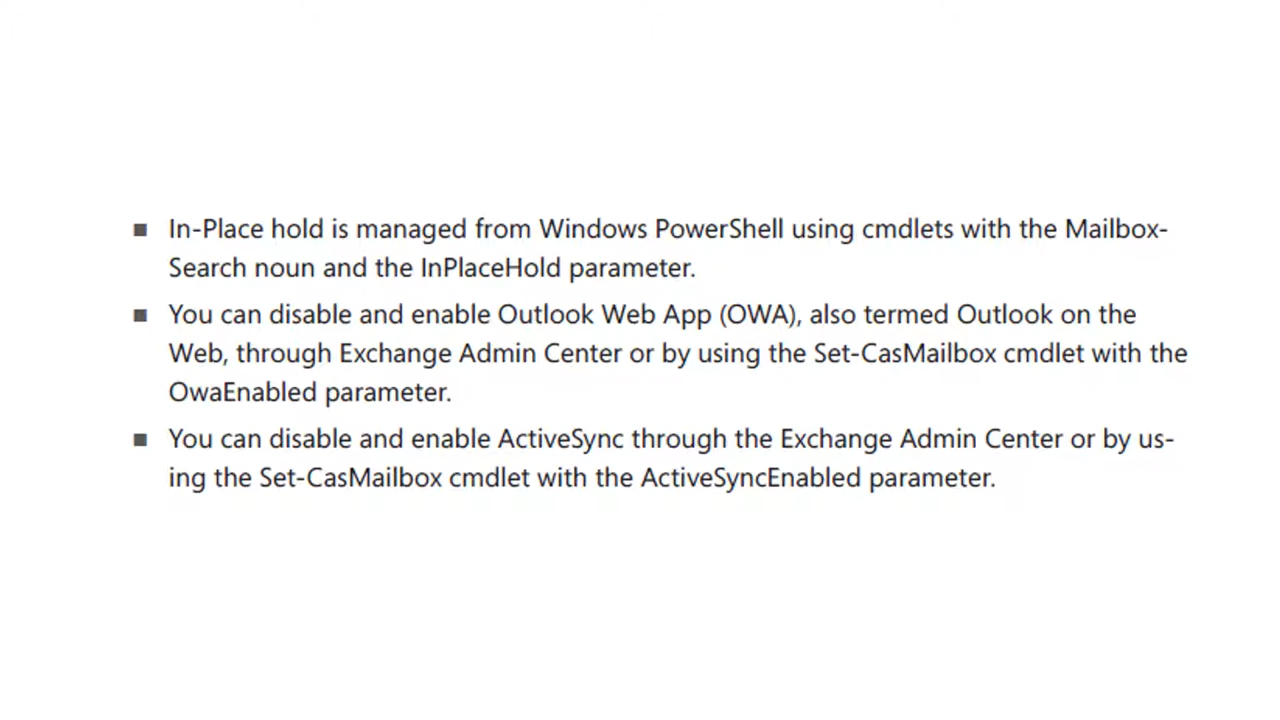 ■ In-Place hold is managed from Windows PowerShell using cmdlets with the Mailbox-
Search noun and the InPlaceHold parameter.
■ You can disable and enable Outlook Web App (OWA), also termed Outlook on the
Web, through Exchange Admin Center or by using the Set-CasMailbox cmdlet with the
OwaEnabled parameter.
■ You can disable and enable ActiveSync through the Exchange Admin Center or by us-
ing the Set-CasMailbox cmdlet with the ActiveSyncEnabled parameter.